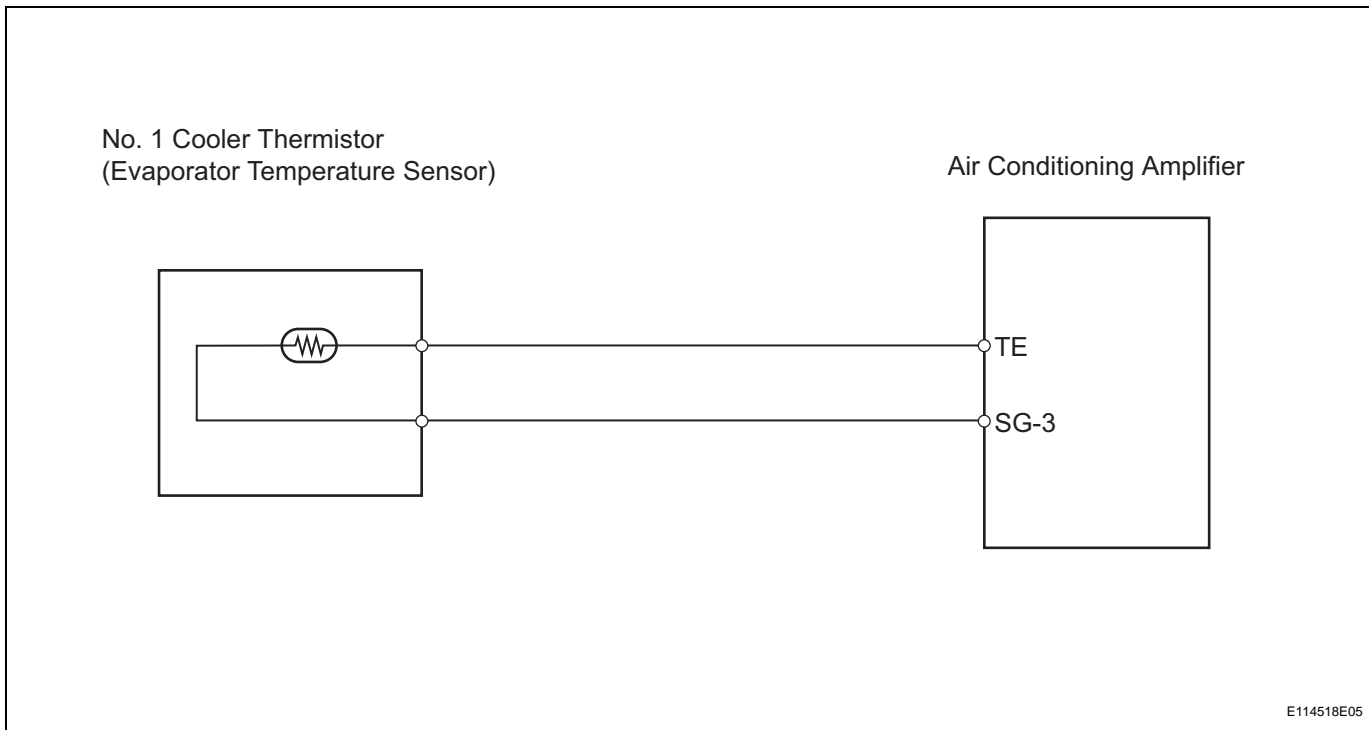 No. 1 Cooler Thermistor
(Evaporator Temperature Sensor)
Air Conditioning Amplifier
TE
SG-3
E114518E05